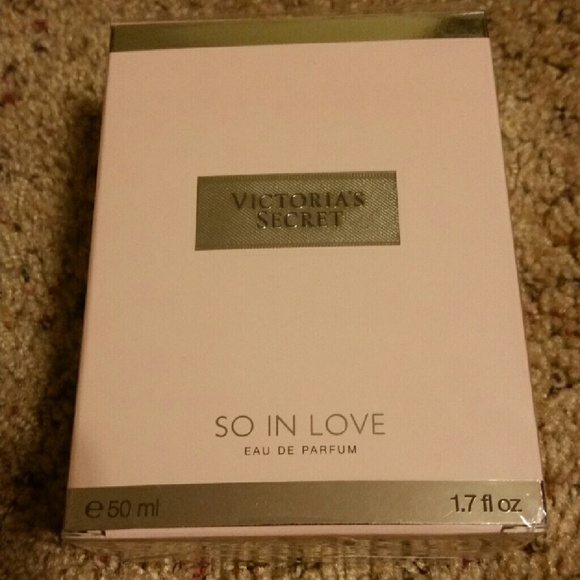 VICTORIA'S
SECRET
SO IN LOVE
EAU DE PARFUM
℮50 ml 1.7 fl oz